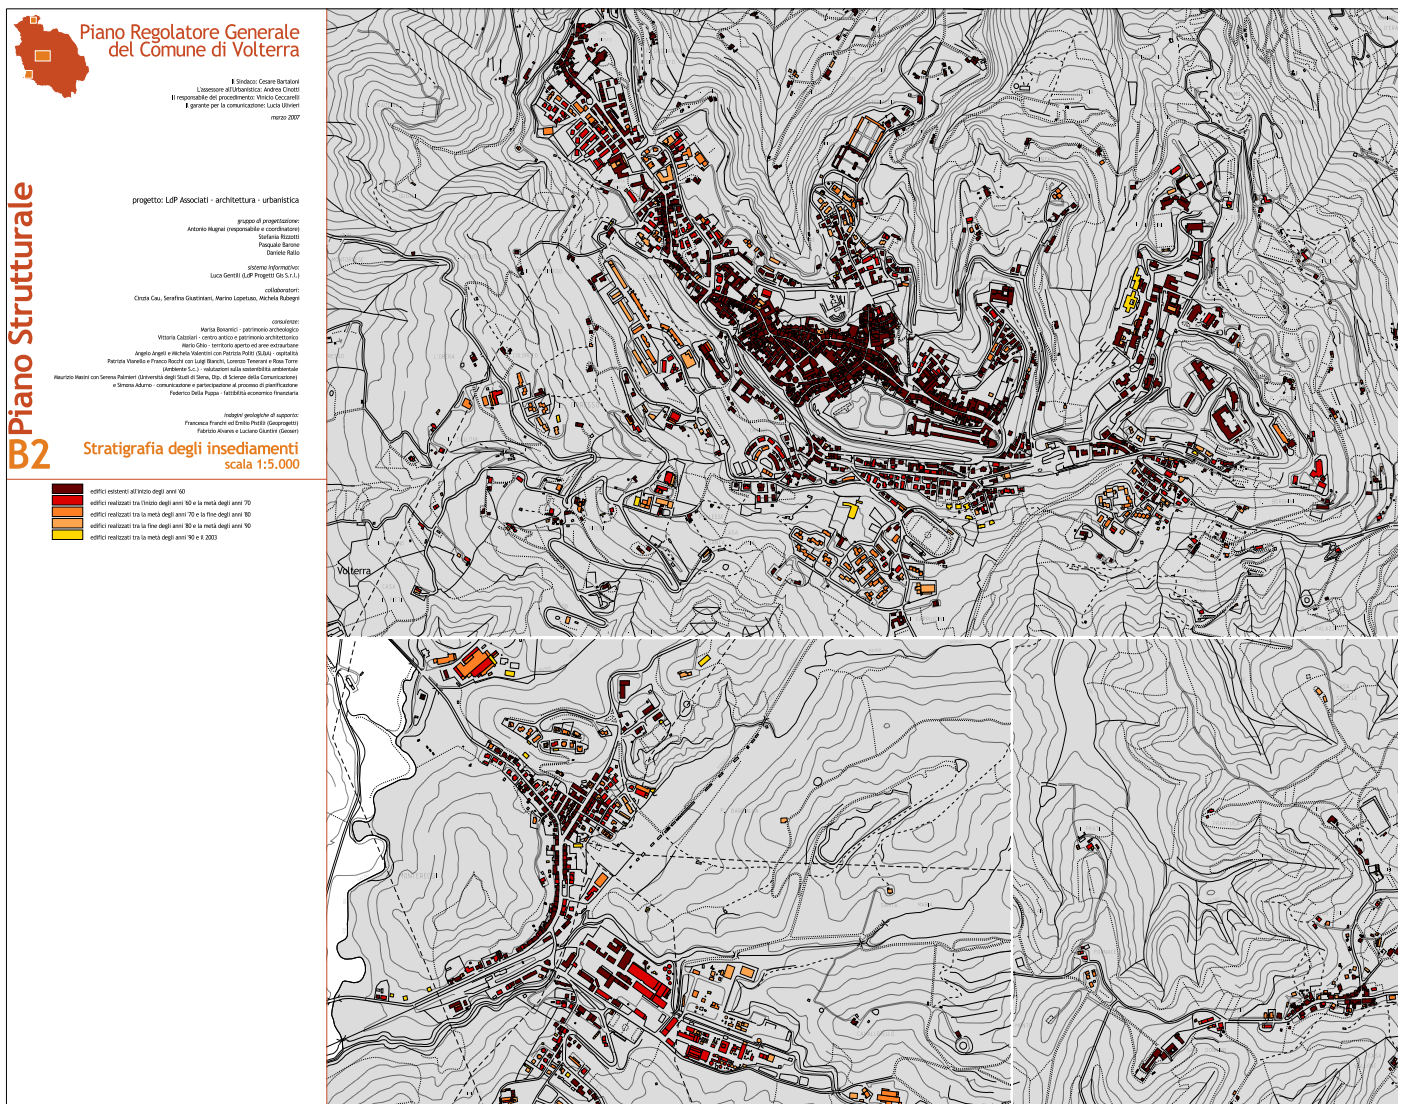 Piano Regolatore Generale
del Comune di Volterra
Il Sindaco: Cesare Bartaloni
L'assessore all'Urbanistica: Andrea Cinotti
Il responsabile del procedimento: Vinicio Ceccarelli
Il garante per la comunicazione: Lucia Ulivieri
marzo 2007
progetto: LdP Associati - architettura - urbanistica
gruppo di progettazione:
Antonio Mugnai (responsabile e coordinatore)
Stefania Rizzotti
Pasquale Barone
Daniele Rallo
sistema informativo:
Luca Gentili (LdP Progetti Gis S.r.l.)
collaboratori:
Cinzia Cau, Serafina Giustiniani, Marino Lopetuso, Michela Rubegni
consulenze:
Marisa Bonamici - patrimonio archeologico
Vittoria Calzolari - centro antico e patrimonio architettonico
Mario Ghio - territorio aperto ed aree extraurbane
Angelo Angeli e Michela Valentini con Patrizia Politi (SL&A) - ospitalità
Patrizia Vianello e Franco Rocchi con Luigi Bianchi, Lorenzo Tenerani e Rosa Torre
(Ambiente S.c.) - valutazioni sulla sostenibilità ambientale
Maurizio Masini con Serena Palmieri (Università degli Studi di Siena, Dip. di Scienze della Comunicazione)
e Simona Adurno - comunicazione e partecipazione al processo di pianificazione
Federico Della Puppa - fattibilità economico finanziaria
indagini geologiche di supporto:
Francesca Franchi ed Emilio Pistilli (Geoprogetti)
Fabrizio Alvares e Luciano Giuntini (Geoser)
Piano Strutturale
B2
Stratigrafia degli insediamenti
scala 1:5.000
edifici esistenti all'inizio degli anni '60
edifici realizzati tra l'inizio degli anni '60 e la metà degli anni '70
edifici realizzati tra la metà degli anni '70 e la fine degli anni '80
edifici realizzati tra la fine degli anni '80 e la metà degli anni '90
edifici realizzati tra la metà degli anni '90 e il 2003
Volterra